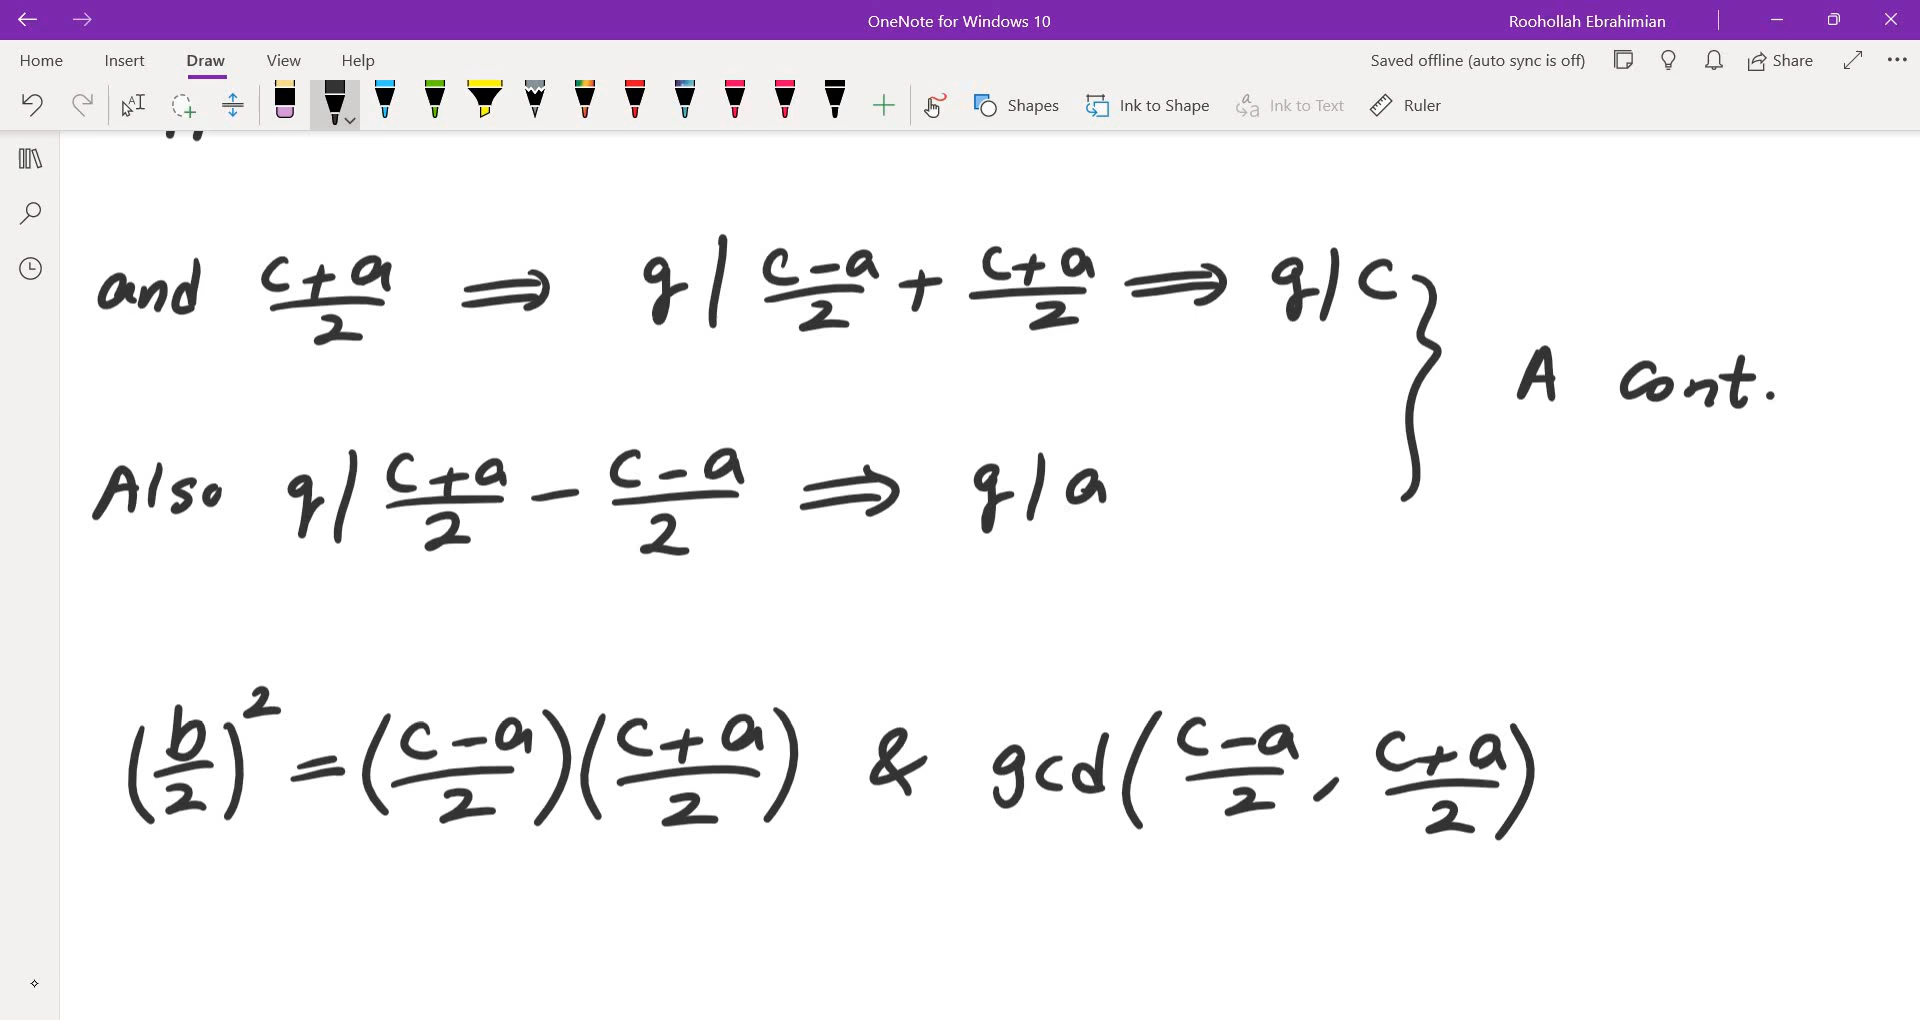 OneNote for Windows 10 Roohollah Ebrahimian
Home Insert Draw View Help Saved offline (auto sync is off) Share
Shapes Ink to Shape Ink to Text Ruler
and (c+a)/2 ⟹ q | (c-a)/2 + (c+a)/2 ⟹ q | c
A cont.
Also q | (c+a)/2 - (c-a)/2 ⟹ q | a
(b/2)² = ((c-a)/2)((c+a)/2) & gcd((c-a)/2, (c+a)/2)